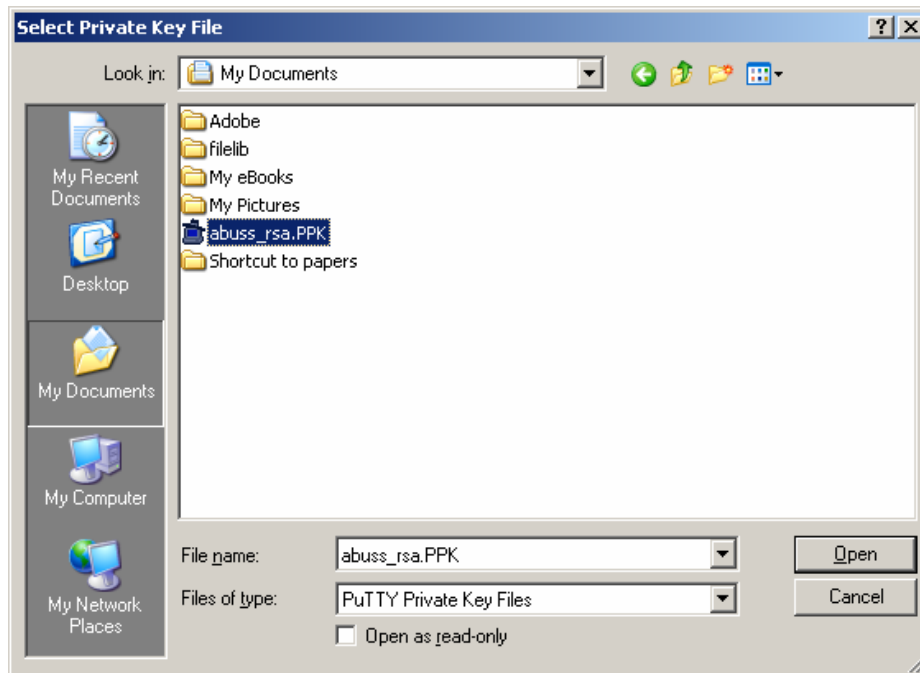 Select Private Key File
Look in: My Documents
My Recent
Documents
Desktop
My Documents
My Computer
My Network
Places
Adobe
filelib
My eBooks
My Pictures
abuss_rsa.PPK
Shortcut to papers
File name: abuss_rsa.PPK Open
Files of type: PuTTY Private Key Files Cancel
Open as read-only